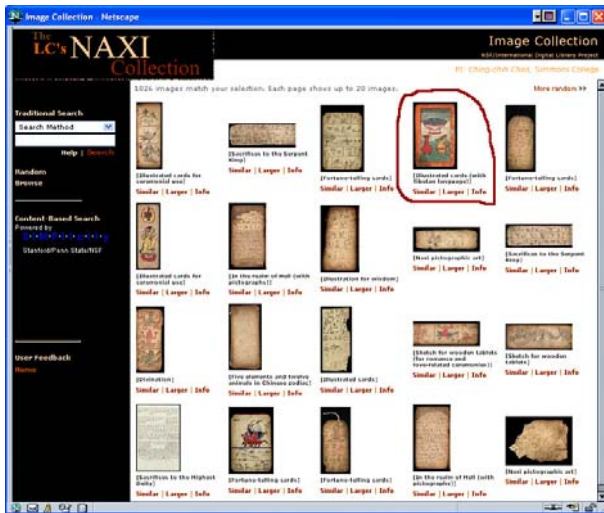 Image Collection - Netscape
The
LC's NAXI
Collection
Image Collection
NSF/International Digital Library Project
PI: Ching-chih Chen, Simmons College
1026 images match your selection. Each page shows up to 20 images.
More random >>
Traditional Search
Search Method
Help | Search
Random
Browse
Content-Based Search
Powered by
SIMPLIcity
Stanford/Penn State/NSF
User Feedback
Home
[Illustrated cards for
ceremonial use]
Similar | Larger | Info
[Sacrifices to the Serpent
King]
Similar | Larger | Info
[Fortune-telling cards]
Similar | Larger | Info
[Illustrated cards (with
Tibetan language)]
Similar | Larger | Info
[Fortune-telling cards]
Similar | Larger | Info
[Illustrated cards for
ceremonial use]
Similar | Larger | Info
[In the realm of Hell (with
pictographs)]
Similar | Larger | Info
[Illustration for wisdom]
Similar | Larger | Info
[Naxi pictographic art]
Similar | Larger | Info
[Sacrifices to the Serpent
King]
Similar | Larger | Info
[Divination]
Similar | Larger | Info
[Five elements and twelve
animals in Chinese zodiac]
Similar | Larger | Info
[Illustrated cards]
Similar | Larger | Info
[Sketch for wooden tablets
(for romance and
love-related ceremonies)]
Similar | Larger | Info
[Sketch for wooden
tablets]
Similar | Larger | Info
[Sacrifices to the Highest
Deity]
Similar | Larger | Info
[Fortune-telling cards]
Similar | Larger | Info
[Fortune-telling cards]
Similar | Larger | Info
[In the realm of Hell (with
pictographs)]
Similar | Larger | Info
[Naxi pictographic art]
Similar | Larger | Info